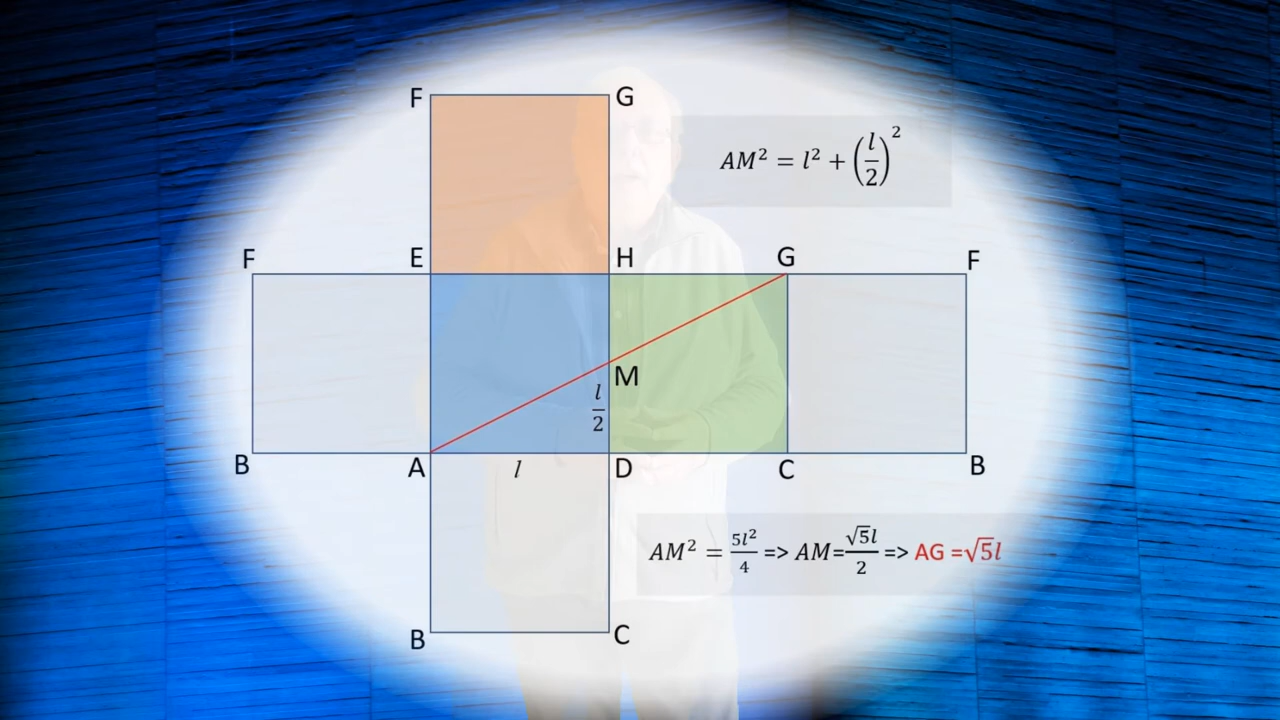 F G
AM² = l² + (l/2)²
F E H G F
M
l/2
B A l D C B
AM² = 5l²/4 => AM=√5l/2 => AG =√5l
B C